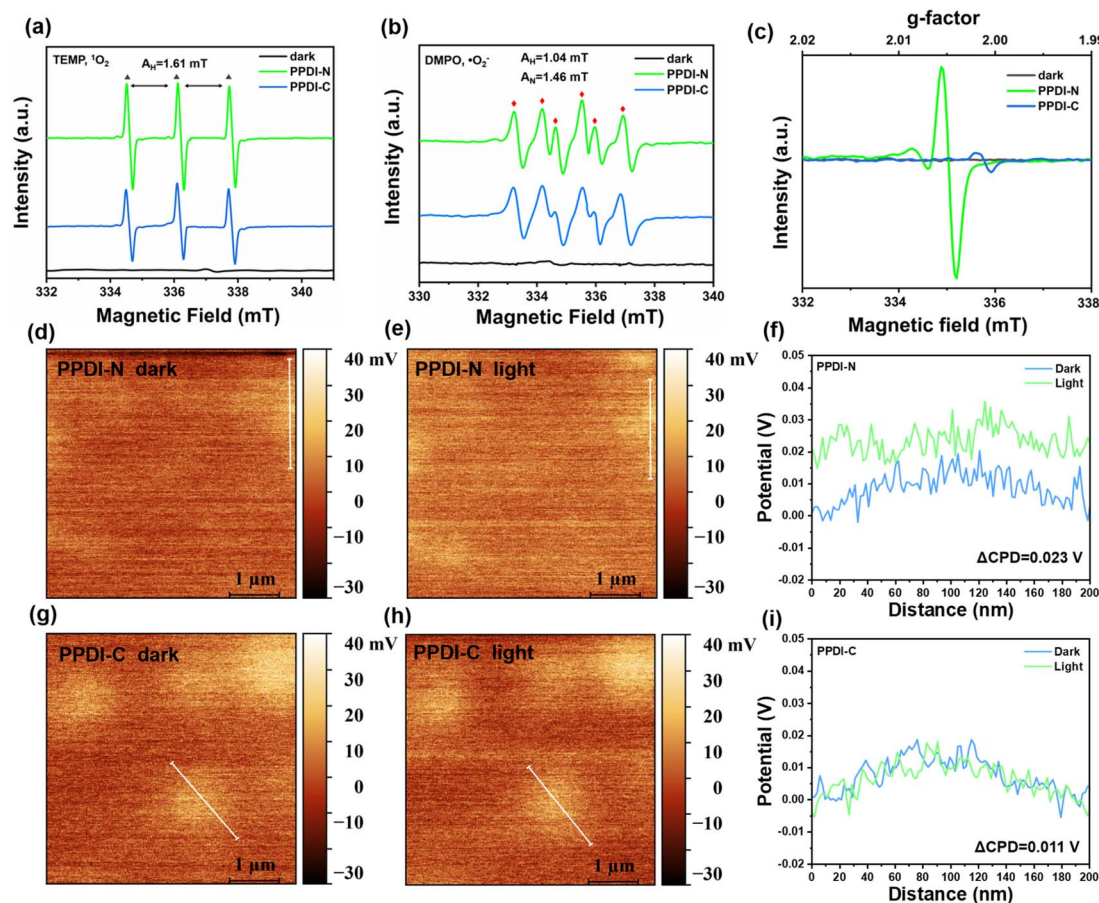 (a)
TEMP, ¹O₂
A_H=1.61 mT
dark
PPDI-N
PPDI-C
Intensity (a.u.)
332 334 336 338 340
Magnetic Field (mT)
(b)
DMPO, •O₂⁻
A_H=1.04 mT
A_N=1.46 mT
dark
PPDI-N
PPDI-C
Intensity (a.u.)
330 332 334 336 338 340
Magnetic Field (mT)
(c)
g-factor
2.02 2.01 2.00 1.99
dark
PPDI-N
PPDI-C
Intensity (a.u.)
332 334 336 338
Magnetic field (mT)
(d)
PPDI-N dark
1 µm
40 mV
30
20
10
0
−10
−30
(e)
PPDI-N light
1 µm
40 mV
30
20
10
0
−10
−30
(f)
PPDI-N
Dark
Light
Potential (V)
0.05
0.04
0.03
0.02
0.01
0.00
-0.01
-0.02
ΔCPD=0.023 V
0 20 40 60 80 100 120 140 160 180 200
Distance (nm)
(g)
PPDI-C dark
1 µm
40 mV
30
20
10
0
−10
−30
(h)
PPDI-C light
1 µm
40 mV
30
20
10
0
−10
−30
(i)
PPDI-C
Dark
Light
Potential (V)
0.05
0.04
0.03
0.02
0.01
0.00
-0.01
-0.02
ΔCPD=0.011 V
0 20 40 60 80 100 120 140 160 180 200
Distance (nm)